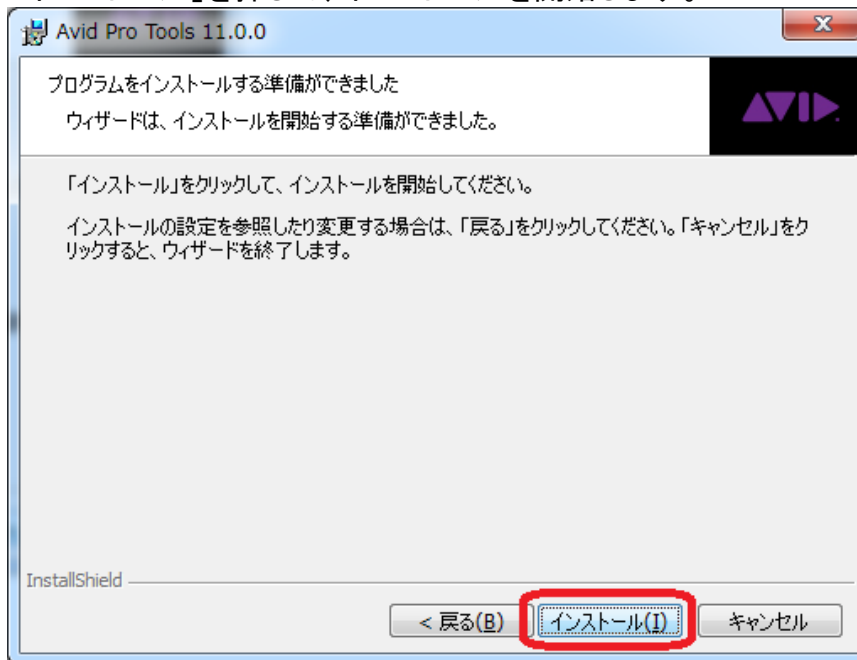 Avid Pro Tools 11.0.0
プログラムをインストールする準備ができました
ウィザードは、インストールを開始する準備ができました。
AVID
「インストール」をクリックして、インストールを開始してください。
インストールの設定を参照したり変更する場合は、「戻る」をクリックしてください。「キャンセル」をク
リックすると、ウィザードを終了します。
InstallShield
< 戻る(B)
インストール(I)
キャンセル